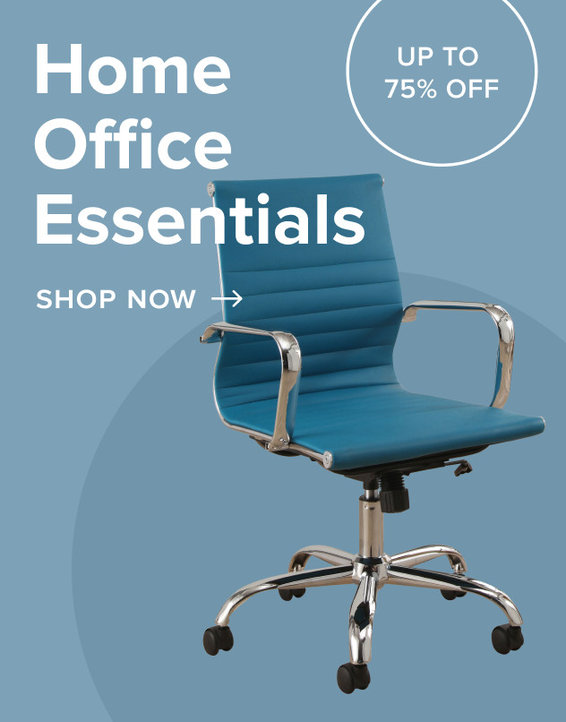 Home
Office
Essentials
SHOP NOW →
UP TO
75% OFF